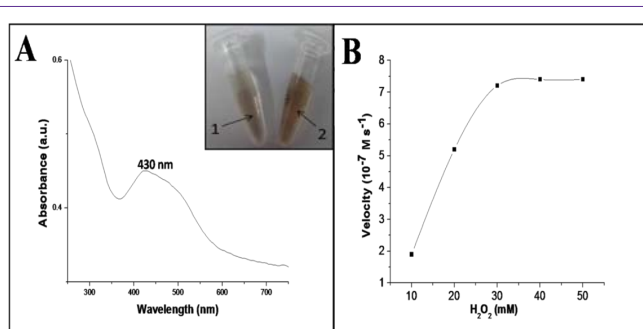 A
0.6
0.4
Absorbance (a.u.)
430 nm
1
2
300 400 500 600 700
Wavelength (nm)
B
8
7
6
5
4
3
2
1
Velocity (10⁻⁷ M s⁻¹)
10 20 30 40 50
H₂O₂ (mM)